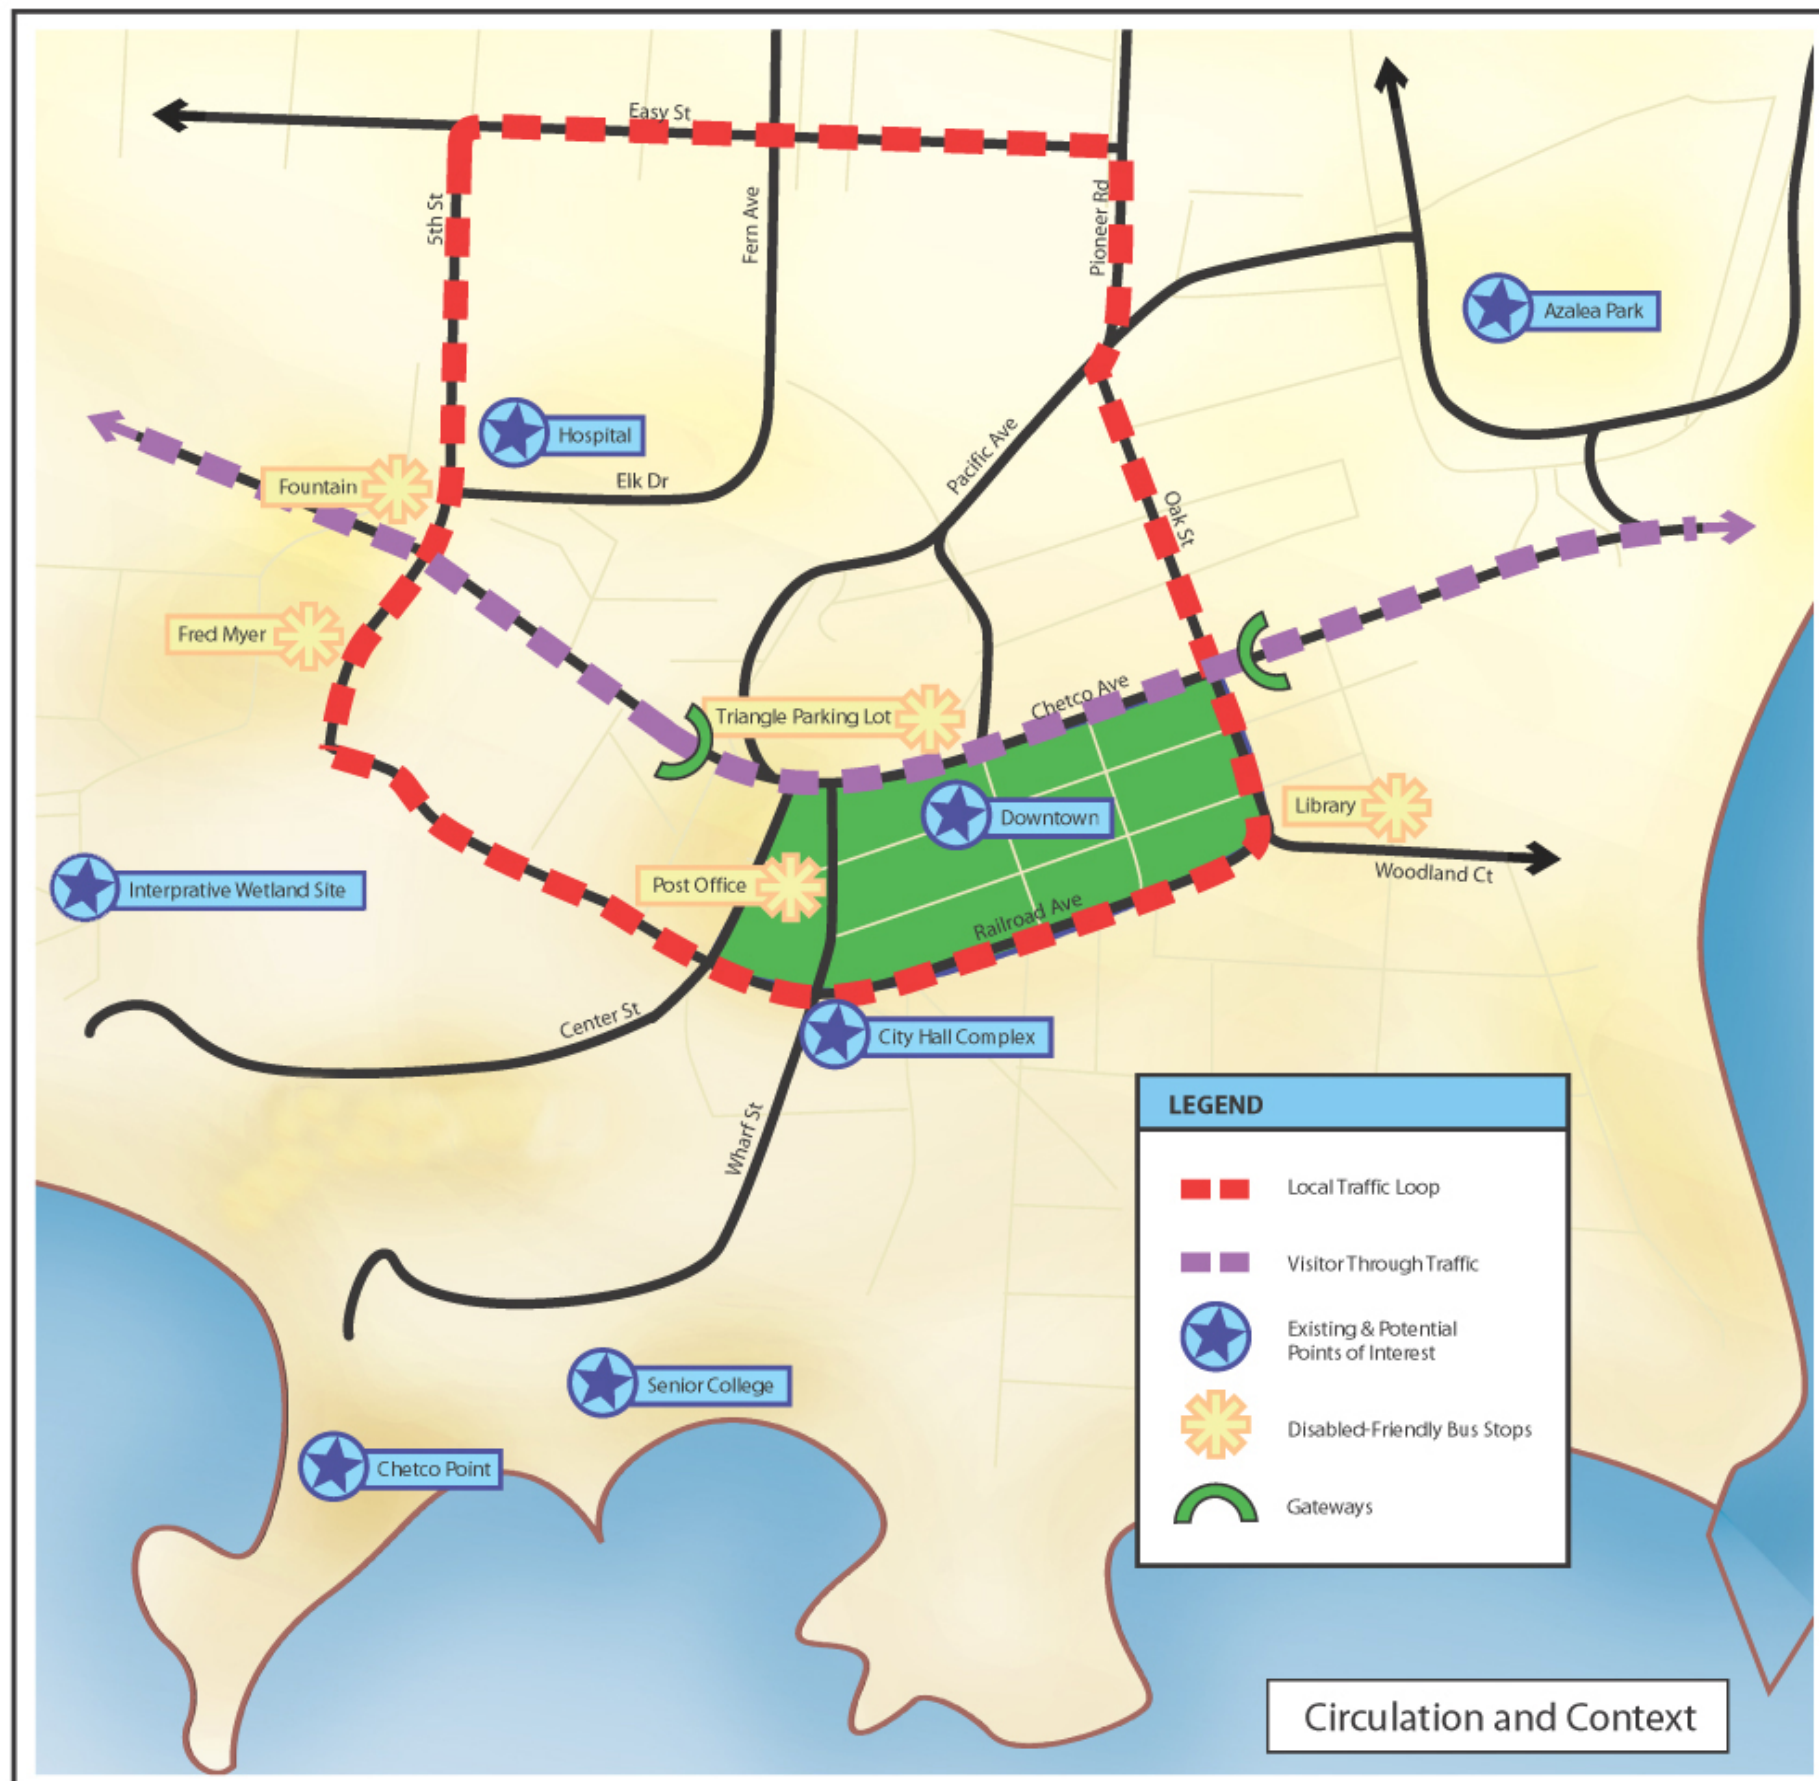 Easy St
5th St
Fern Ave
Pioneer Rd
Azalea Park
Hospital
Pacific Ave
Fountain
Elk Dr
Oak St
Fred Myer
Chetco Ave
Triangle Parking Lot
Library
Downtown
Woodland Ct
Post Office
Interprative Wetland Site
Railroad Ave
Center St
City Hall Complex
Wharf St
LEGEND
Local Traffic Loop
Visitor Through Traffic
Existing & Potential
Points of Interest
Disabled-Friendly Bus Stops
Gateways
Senior College
Chetco Point
Circulation and Context